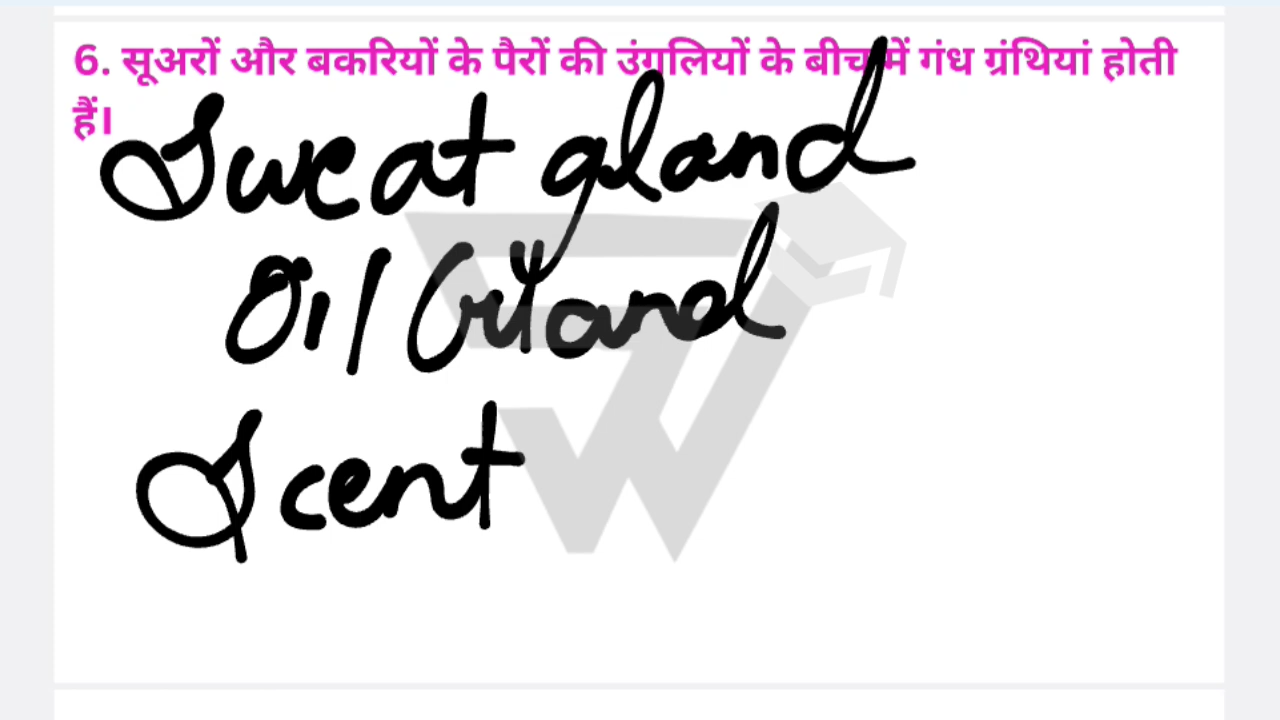 6. सूअरों और बकरियों के पैरों की उंगलियों के बीच में गंध ग्रंथियां होती
हैं।
Sweat gland
Oil Gland
Scent